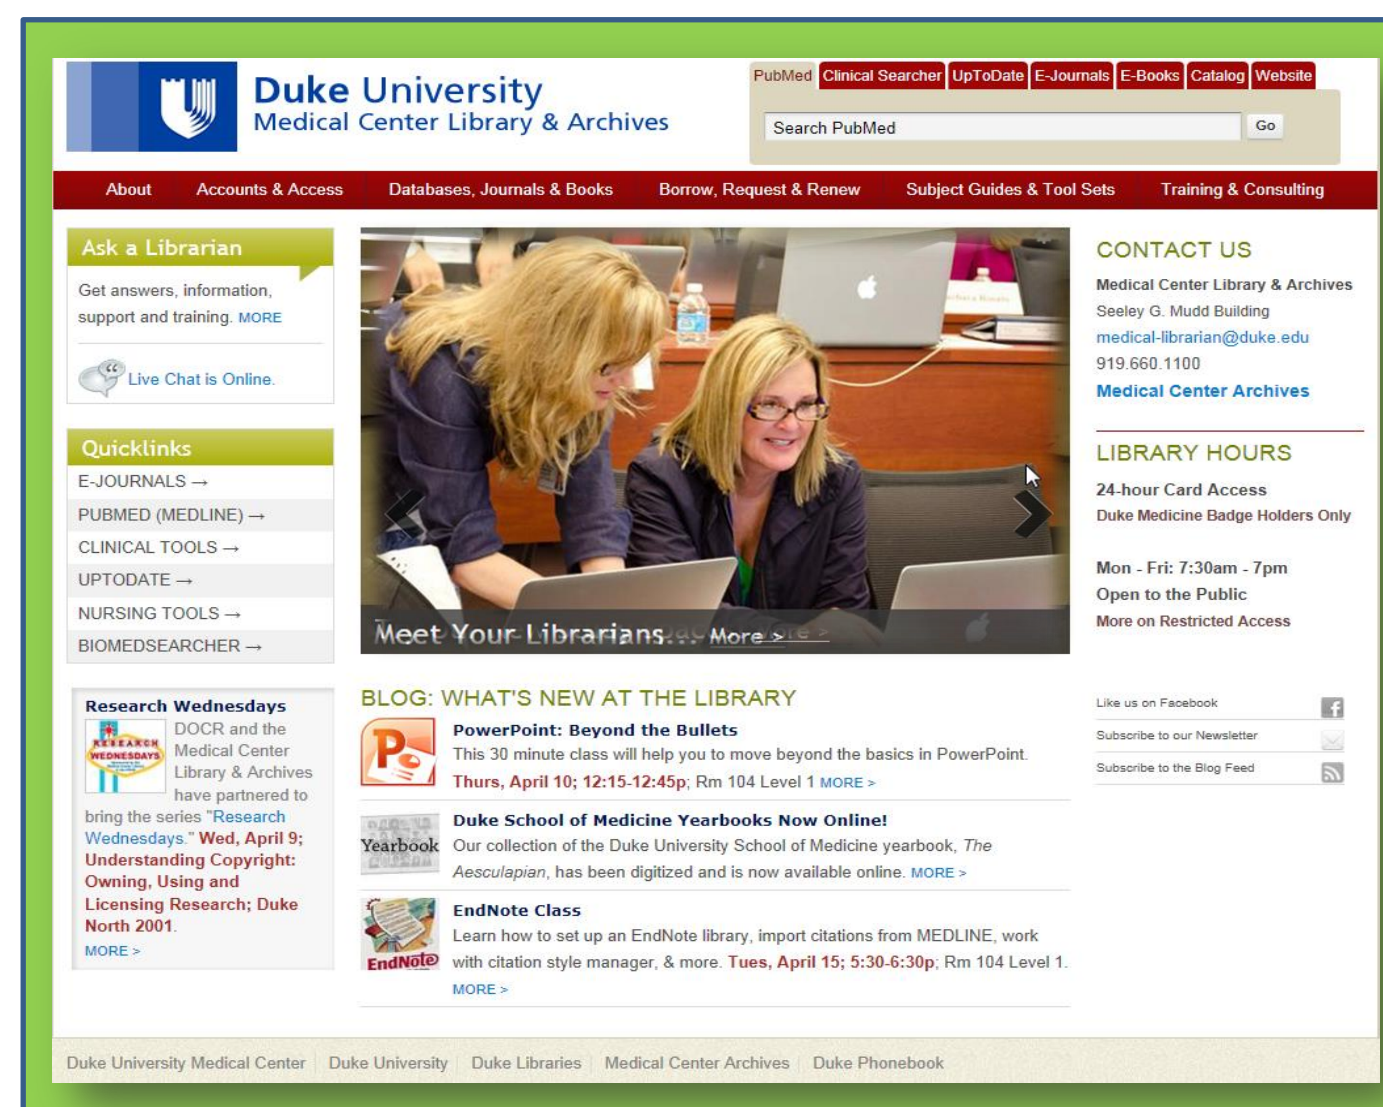 Duke University
Medical Center Library & Archives
PubMed Clinical Searcher UpToDate E-Journals E-Books Catalog Website
Search PubMed Go
About Accounts & Access Databases, Journals & Books Borrow, Request & Renew Subject Guides & Tool Sets Training & Consulting
Ask a Librarian
Get answers, information,
support and training. MORE
Live Chat is Online.
Quicklinks
E-JOURNALS →
PUBMED (MEDLINE) →
CLINICAL TOOLS →
UPTODATE →
NURSING TOOLS →
BIOMEDSEARCHER →
Research Wednesdays
RESEARCH
WEDNESDAYS
DOCR and the
Medical Center
Library & Archives
have partnered to
bring the series "Research
Wednesdays." Wed, April 9;
Understanding Copyright:
Owning, Using and
Licensing Research; Duke
North 2001.
MORE >
Meet Your Librarians... More >
BLOG: WHAT'S NEW AT THE LIBRARY
PowerPoint: Beyond the Bullets
This 30 minute class will help you to move beyond the basics in PowerPoint.
Thurs, April 10; 12:15-12:45p; Rm 104 Level 1 MORE >
Yearbook
Duke School of Medicine Yearbooks Now Online!
Our collection of the Duke University School of Medicine yearbook, The
Aesculapian, has been digitized and is now available online. MORE >
EndNote
EndNote Class
Learn how to set up an EndNote library, import citations from MEDLINE, work
with citation style manager, & more. Tues, April 15; 5:30-6:30p; Rm 104 Level 1.
MORE >
CONTACT US
Medical Center Library & Archives
Seeley G. Mudd Building
medical-librarian@duke.edu
919.660.1100
Medical Center Archives
LIBRARY HOURS
24-hour Card Access
Duke Medicine Badge Holders Only
Mon - Fri: 7:30am - 7pm
Open to the Public
More on Restricted Access
Like us on Facebook
Subscribe to our Newsletter
Subscribe to the Blog Feed
Duke University Medical Center Duke University Duke Libraries Medical Center Archives Duke Phonebook